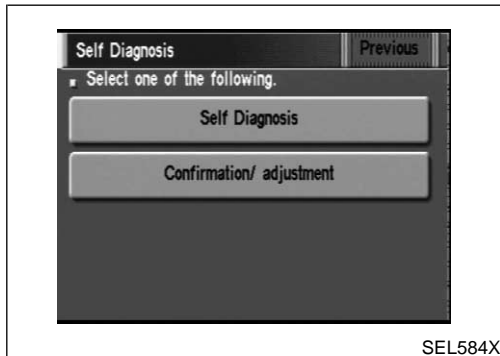 Self Diagnosis
Previous
Select one of the following.
Self Diagnosis
Confirmation/ adjustment
SEL584X